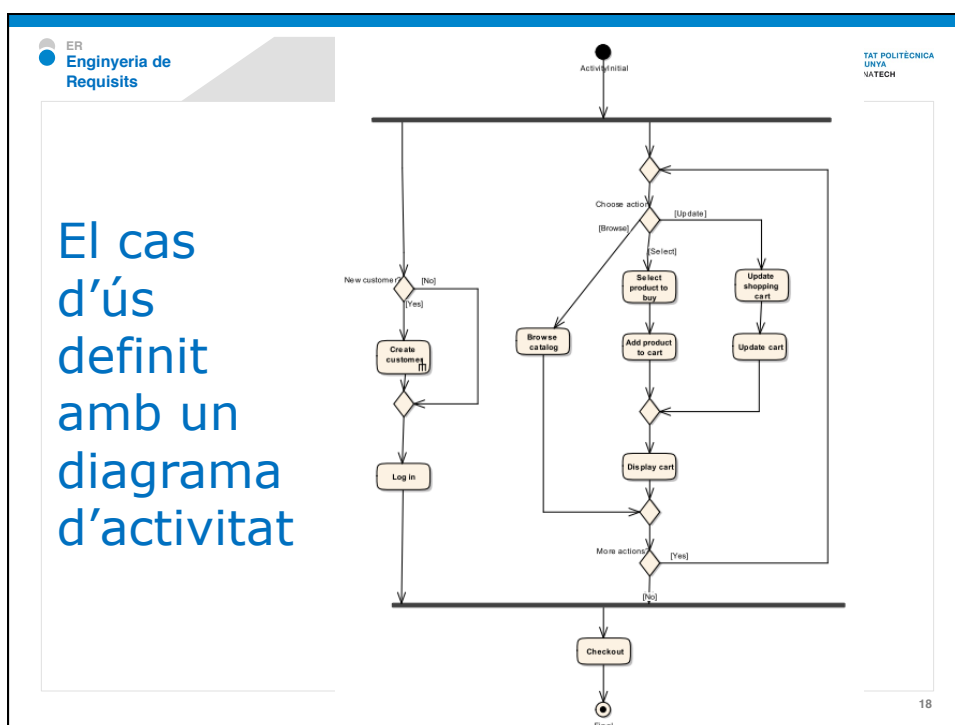 ER
Enginyeria de
Requisits
TAT POLITÈCNICA
UNYA
NATECH
El cas
d'ús
definit
amb un
diagrama
d'activitat
ActivityInitial
Choose action
[Update]
[Browse]
[Select]
New customer?
[No]
[Yes]
Select
product to
buy
Update
shopping
cart
Create
customer
Browse
catalog
Add product
to cart
Update cart
Log in
Display cart
More actions?
[Yes]
[No]
Checkout
18